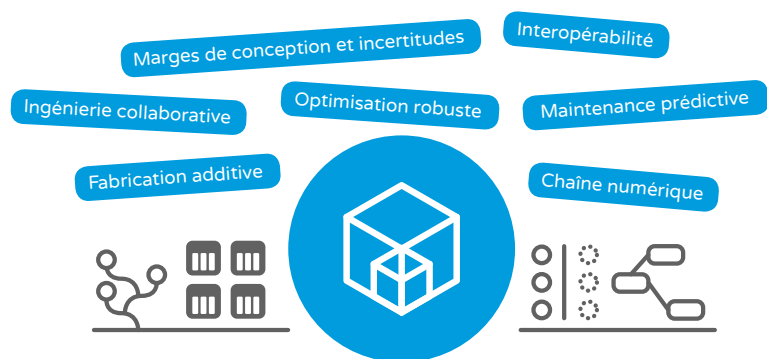 Marges de conception et incertitudes
Interopérabilité
Ingénierie collaborative
Optimisation robuste
Maintenance prédictive
Fabrication additive
Chaîne numérique